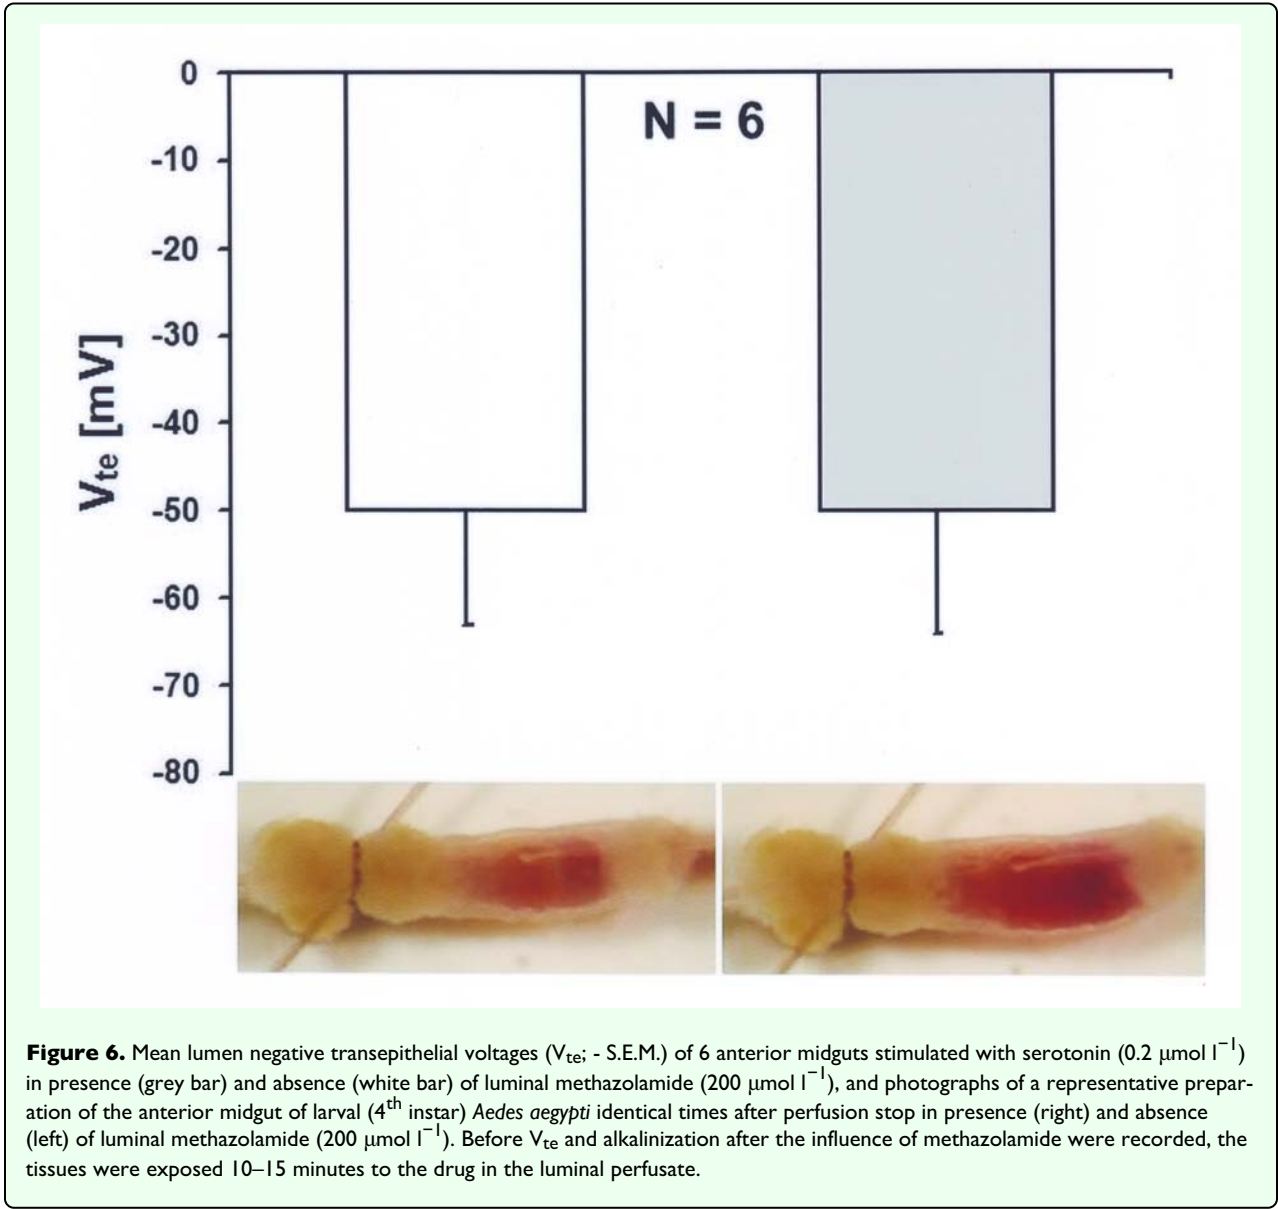 0
N = 6
-10
-20
-30
-40
-50
-60
-70
-80
Vte [mV]
Figure 6. Mean lumen negative transepithelial voltages (Vte; - S.E.M.) of 6 anterior midguts stimulated with serotonin (0.2 μmol l−1)
in presence (grey bar) and absence (white bar) of luminal methazolamide (200 μmol l−1), and photographs of a representative prepar-
ation of the anterior midgut of larval (4th instar) Aedes aegypti identical times after perfusion stop in presence (right) and absence
(left) of luminal methazolamide (200 μmol l−1). Before Vte and alkalinization after the influence of methazolamide were recorded, the
tissues were exposed 10–15 minutes to the drug in the luminal perfusate.